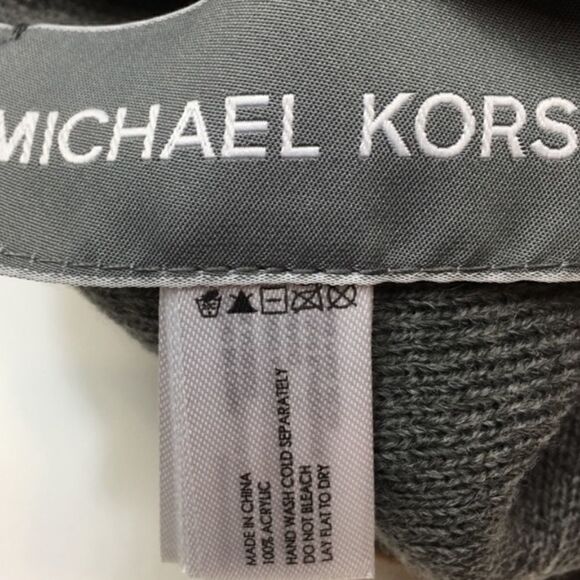 MICHAEL KORS
MADE IN CHINA
100% ACRYLIC
HAND WASH COLD SEPARATELY
DO NOT BLEACH
LAY FLAT TO DRY